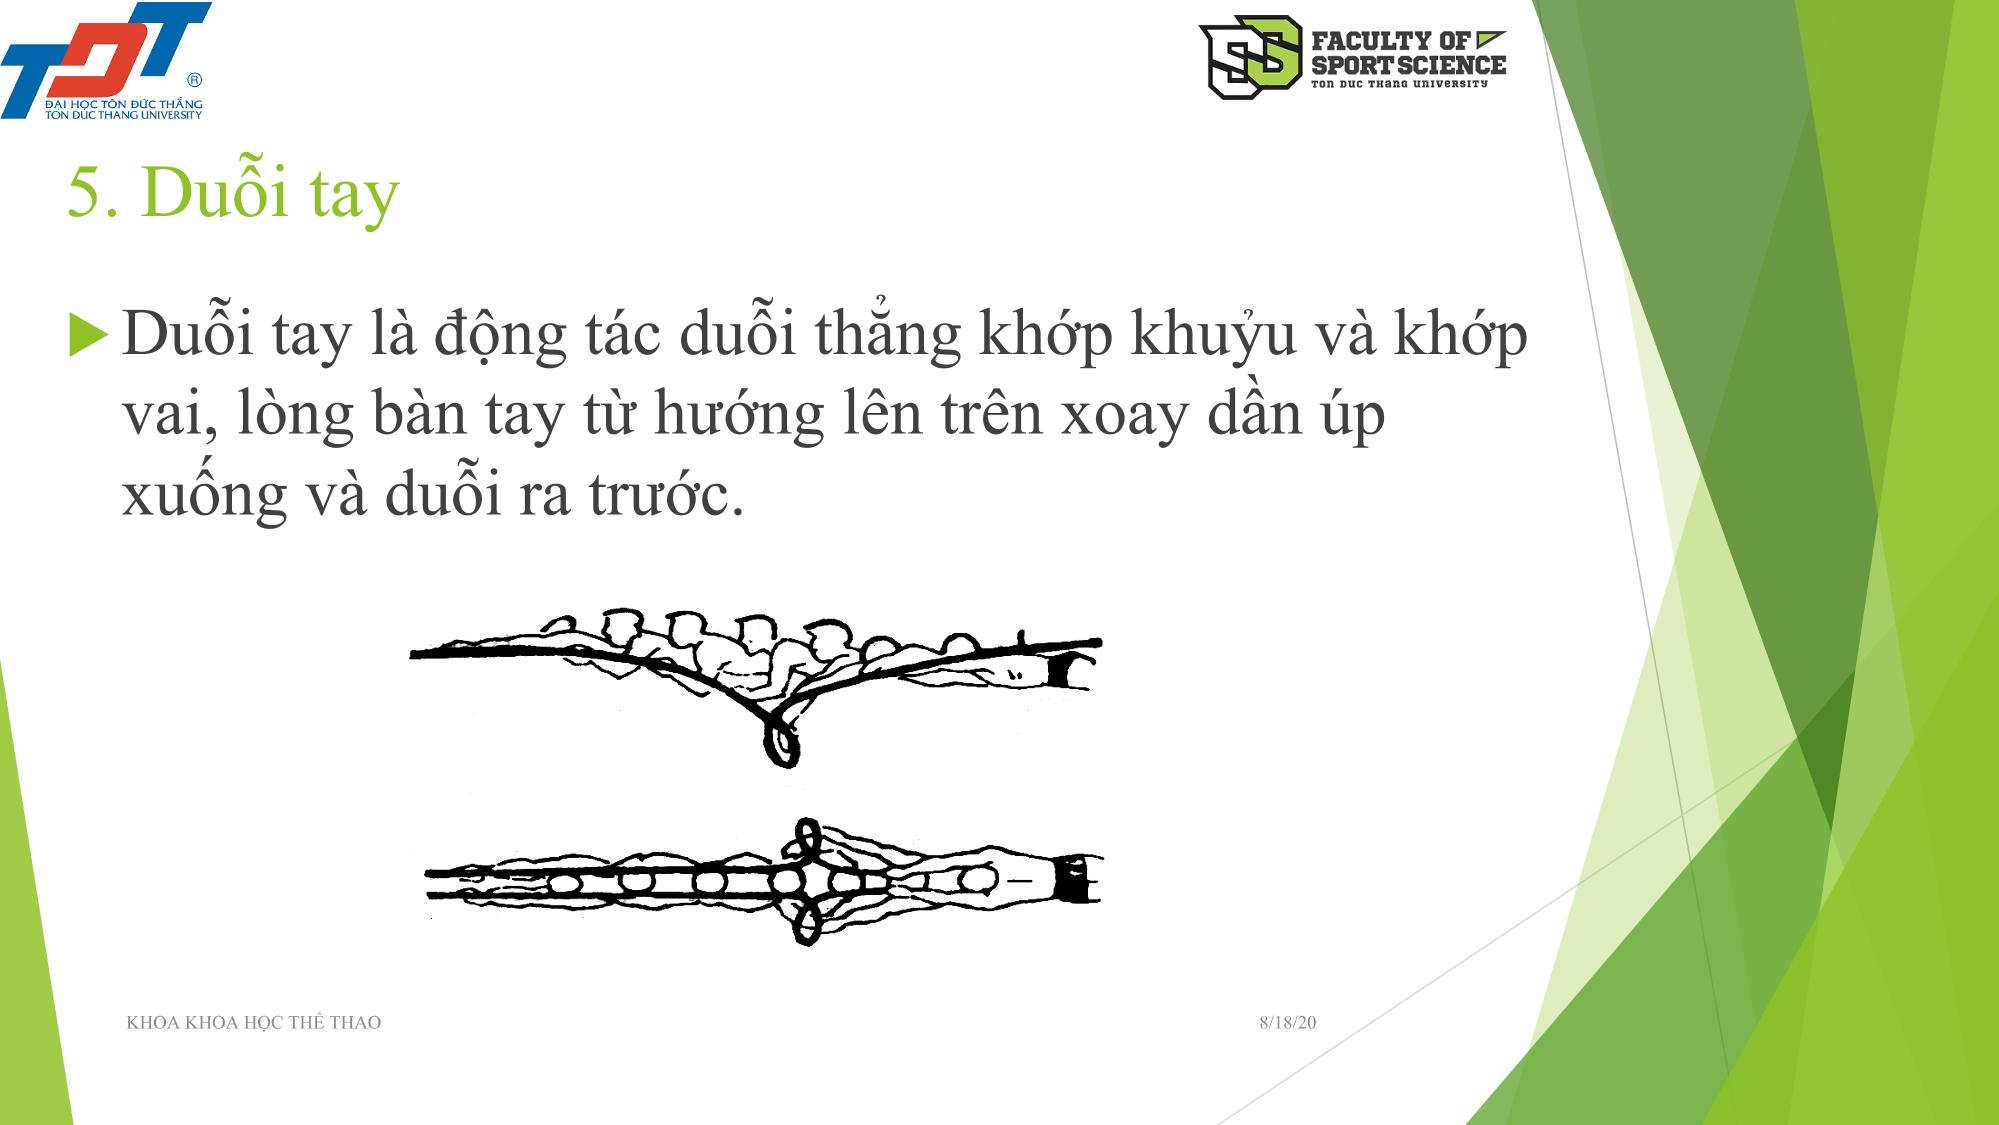 TDT
®
ĐẠI HỌC TÔN ĐỨC THẮNG
TON DUC THANG UNIVERSITY
FACULTY OF
SPORT SCIENCE
TON DUC THANG UNIVERSITY
5. Duỗi tay
Duỗi tay là động tác duỗi thẳng khớp khuỷu và khớp
vai, lòng bàn tay từ hướng lên trên xoay dần úp
xuống và duỗi ra trước.
KHOA KHOA HỌC THỂ THAO
8/18/20